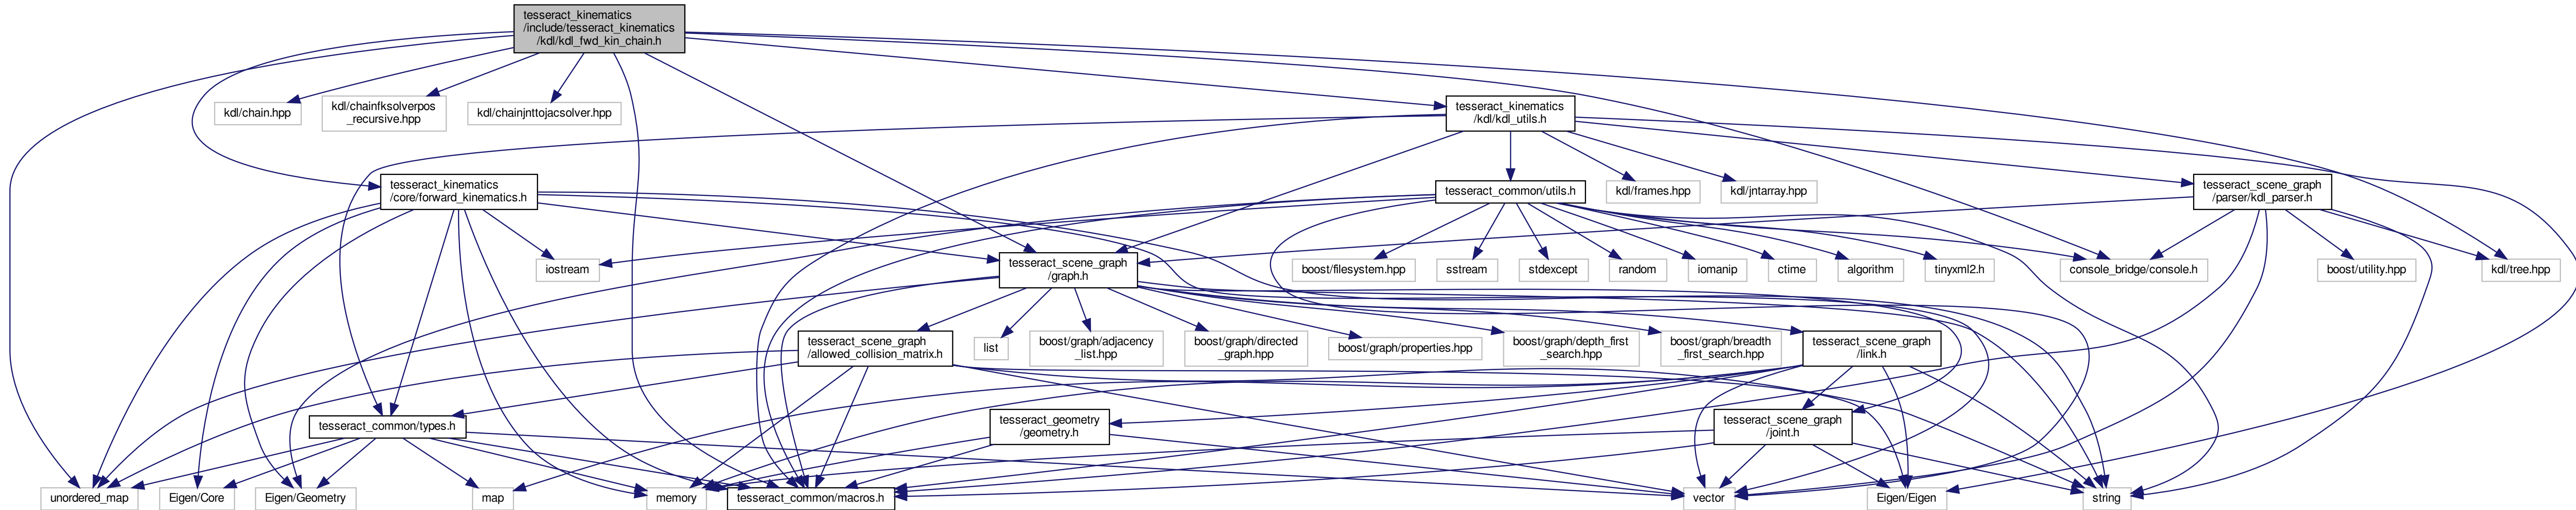 tesseract_kinematics
/include/tesseract_kinematics
/kdl/kdl_fwd_kin_chain.h
kdl/chain.hpp
kdl/chainfksolverpos
_recursive.hpp
kdl/chainjnttojacsolver.hpp
tesseract_kinematics
/kdl/kdl_utils.h
tesseract_kinematics
/core/forward_kinematics.h
tesseract_common/utils.h
kdl/frames.hpp
kdl/jntarray.hpp
tesseract_scene_graph
/parser/kdl_parser.h
iostream
tesseract_scene_graph
/graph.h
boost/filesystem.hpp
sstream
stdexcept
random
iomanip
ctime
algorithm
tinyxml2.h
console_bridge/console.h
boost/utility.hpp
kdl/tree.hpp
tesseract_scene_graph
/allowed_collision_matrix.h
list
boost/graph/adjacency
_list.hpp
boost/graph/directed
_graph.hpp
boost/graph/properties.hpp
boost/graph/depth_first
_search.hpp
boost/graph/breadth
_first_search.hpp
tesseract_scene_graph
/link.h
tesseract_common/types.h
tesseract_geometry
/geometry.h
tesseract_scene_graph
/joint.h
unordered_map
Eigen/Core
Eigen/Geometry
map
memory
tesseract_common/macros.h
vector
Eigen/Eigen
string